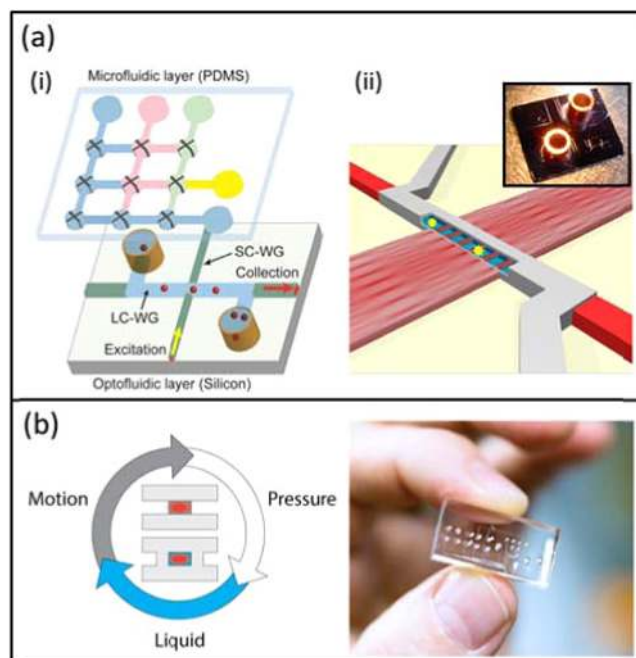 (a)
(i)
Microfluidic layer (PDMS)
(ii)
SC-WG
Collection
LC-WG
Excitation
Optofluidic layer (Silicon)
(b)
Motion
Pressure
Liquid